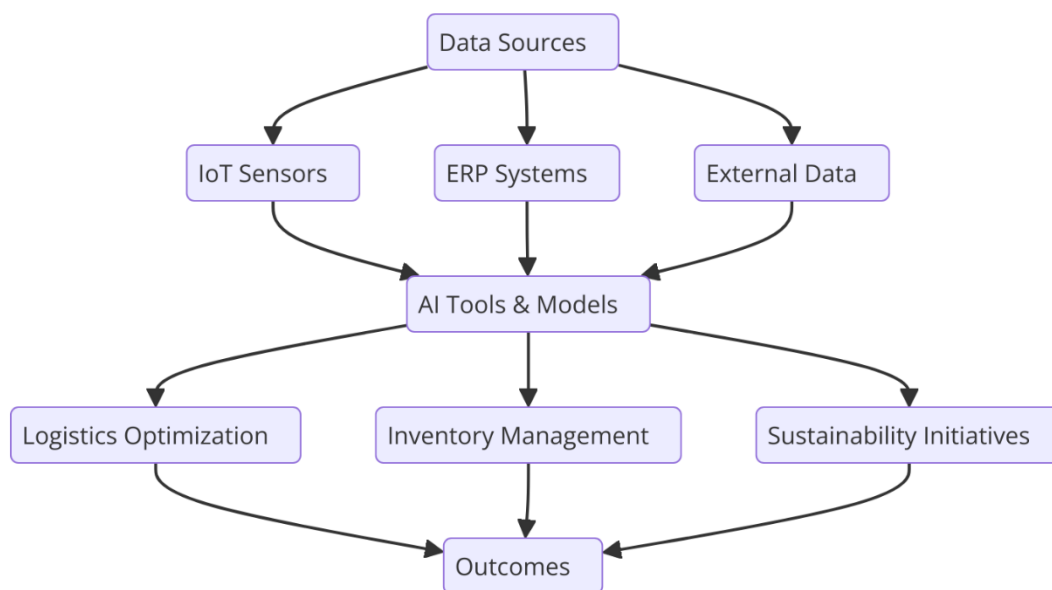 Data Sources
IoT Sensors
ERP Systems
External Data
AI Tools & Models
Logistics Optimization
Inventory Management
Sustainability Initiatives
Outcomes